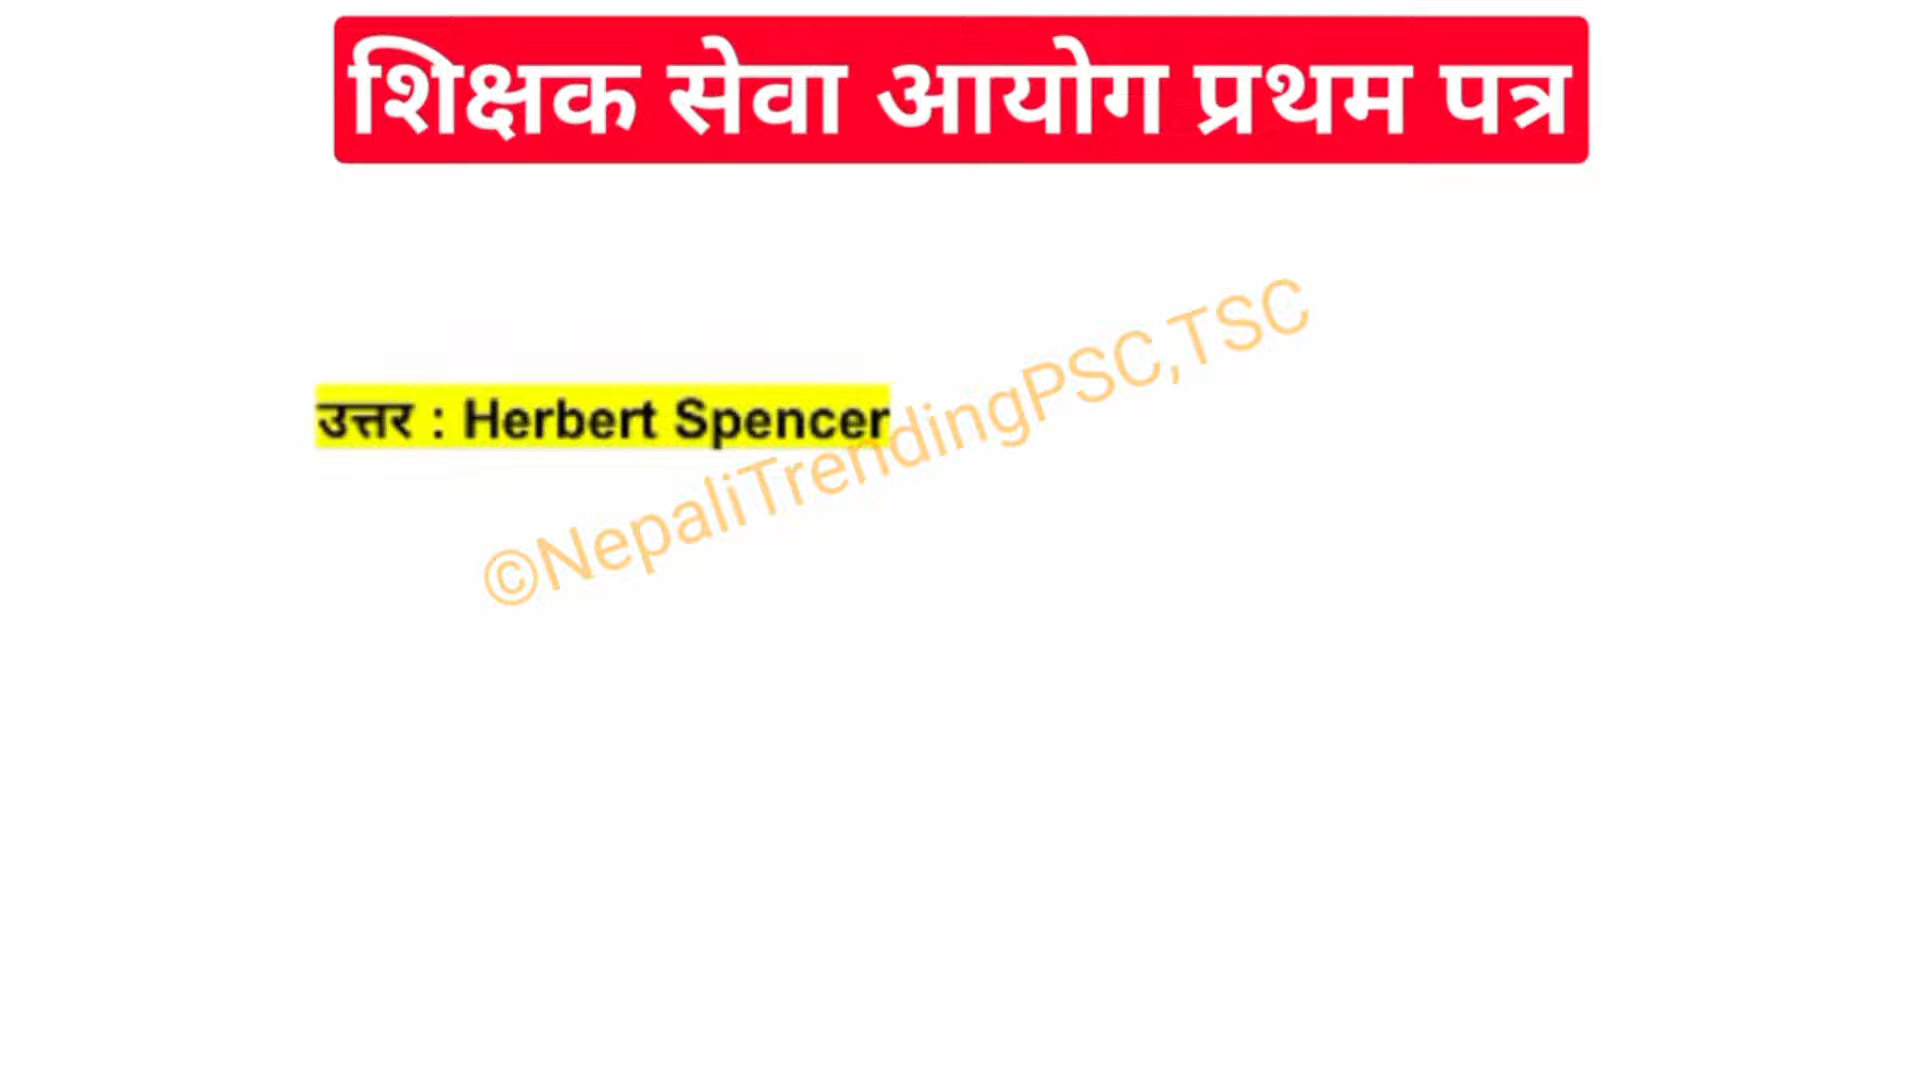 शिक्षक सेवा आयोग प्रथम पत्र
उत्तर : Herbert Spencer
©NepaliTrendingPSC,TSC